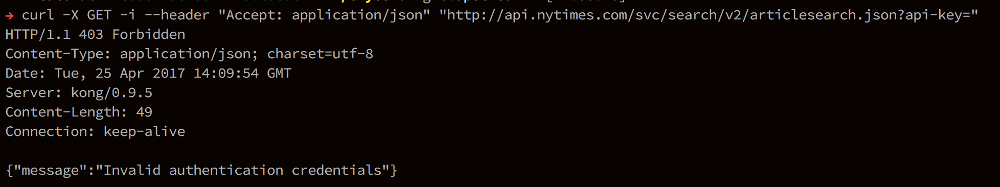 → curl -X GET -i --header "Accept: application/json" "http://api.nytimes.com/svc/search/v2/articlesearch.json?api-key="
HTTP/1.1 403 Forbidden
Content-Type: application/json; charset=utf-8
Date: Tue, 25 Apr 2017 14:09:54 GMT
Server: kong/0.9.5
Content-Length: 49
Connection: keep-alive
{"message":"Invalid authentication credentials"}